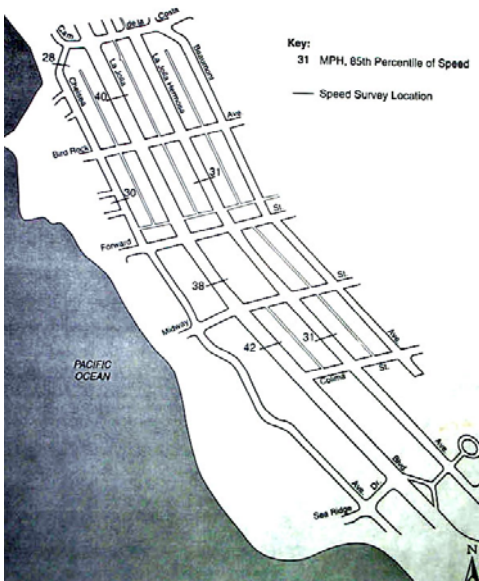 Cam
de la
Costa
Key:
31 MPH, 85th Percentile of Speed
Speed Survey Location
28
Chelsea
40
La Jolla
La Jolla Hermosa
Beaumont
Ave
Bird Rock
30
31
St.
Forward
38
St.
Midway
42
31
Ave.
St.
Colima
PACIFIC
OCEAN
Blvd
Ave.
Ave.
Dr.
Sea Ridge
N